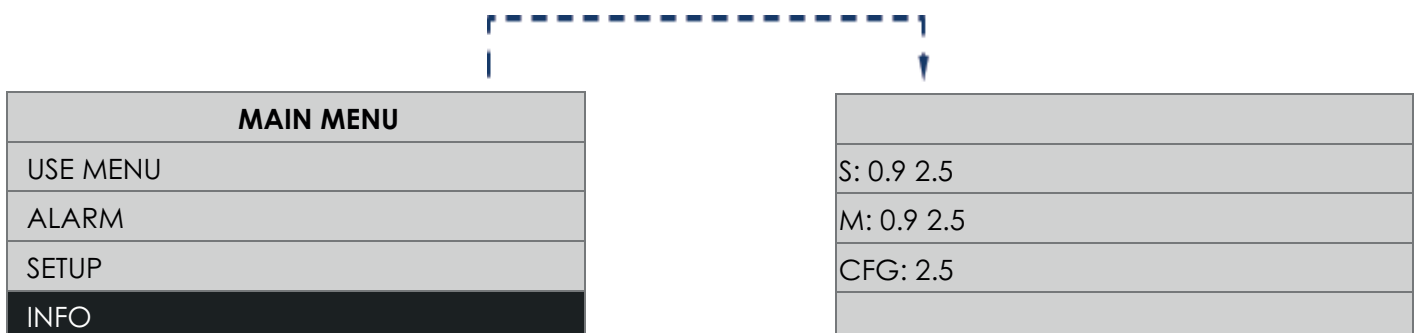 MAIN MENU
USE MENU
ALARM
SETUP
INFO
S: 0.9 2.5
M: 0.9 2.5
CFG: 2.5